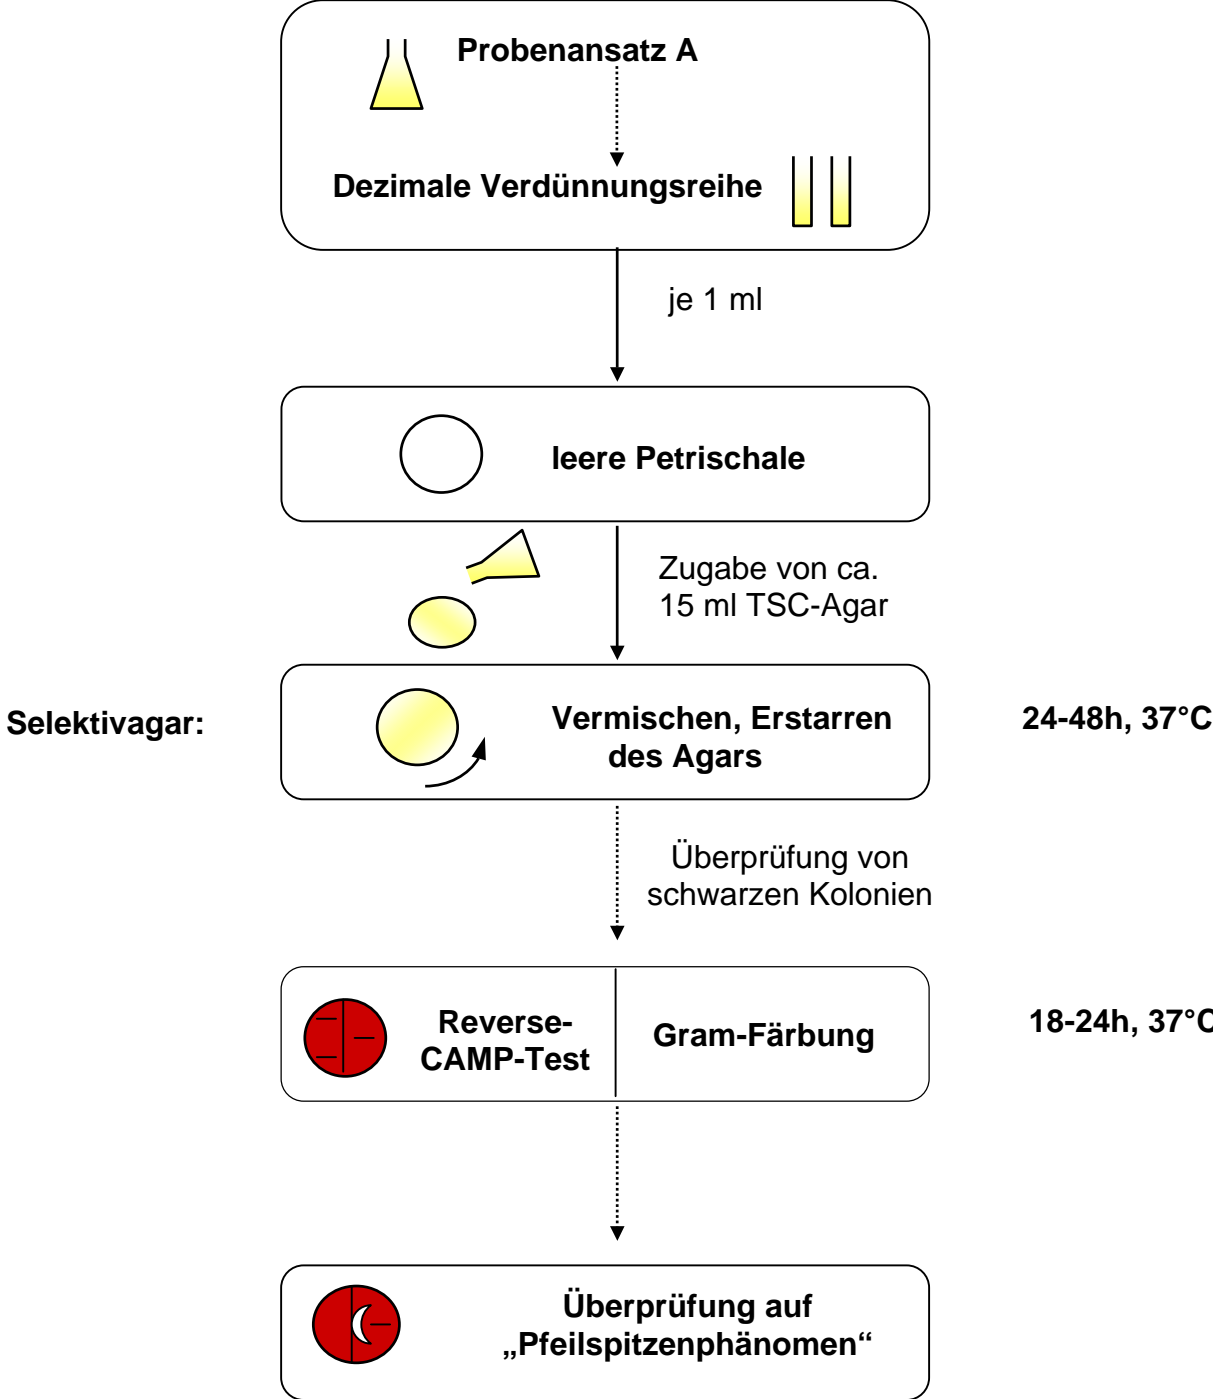 Probenansatz A
Dezimale Verdünnungsreihe
je 1 ml
leere Petrischale
Zugabe von ca.
15 ml TSC-Agar
Selektivagar:
Vermischen, Erstarren
des Agars
24-48h, 37°C
Überprüfung von
schwarzen Kolonien
Reverse-
CAMP-Test
Gram-Färbung
18-24h, 37°C
Überprüfung auf
„Pfeilspitzenphänomen“